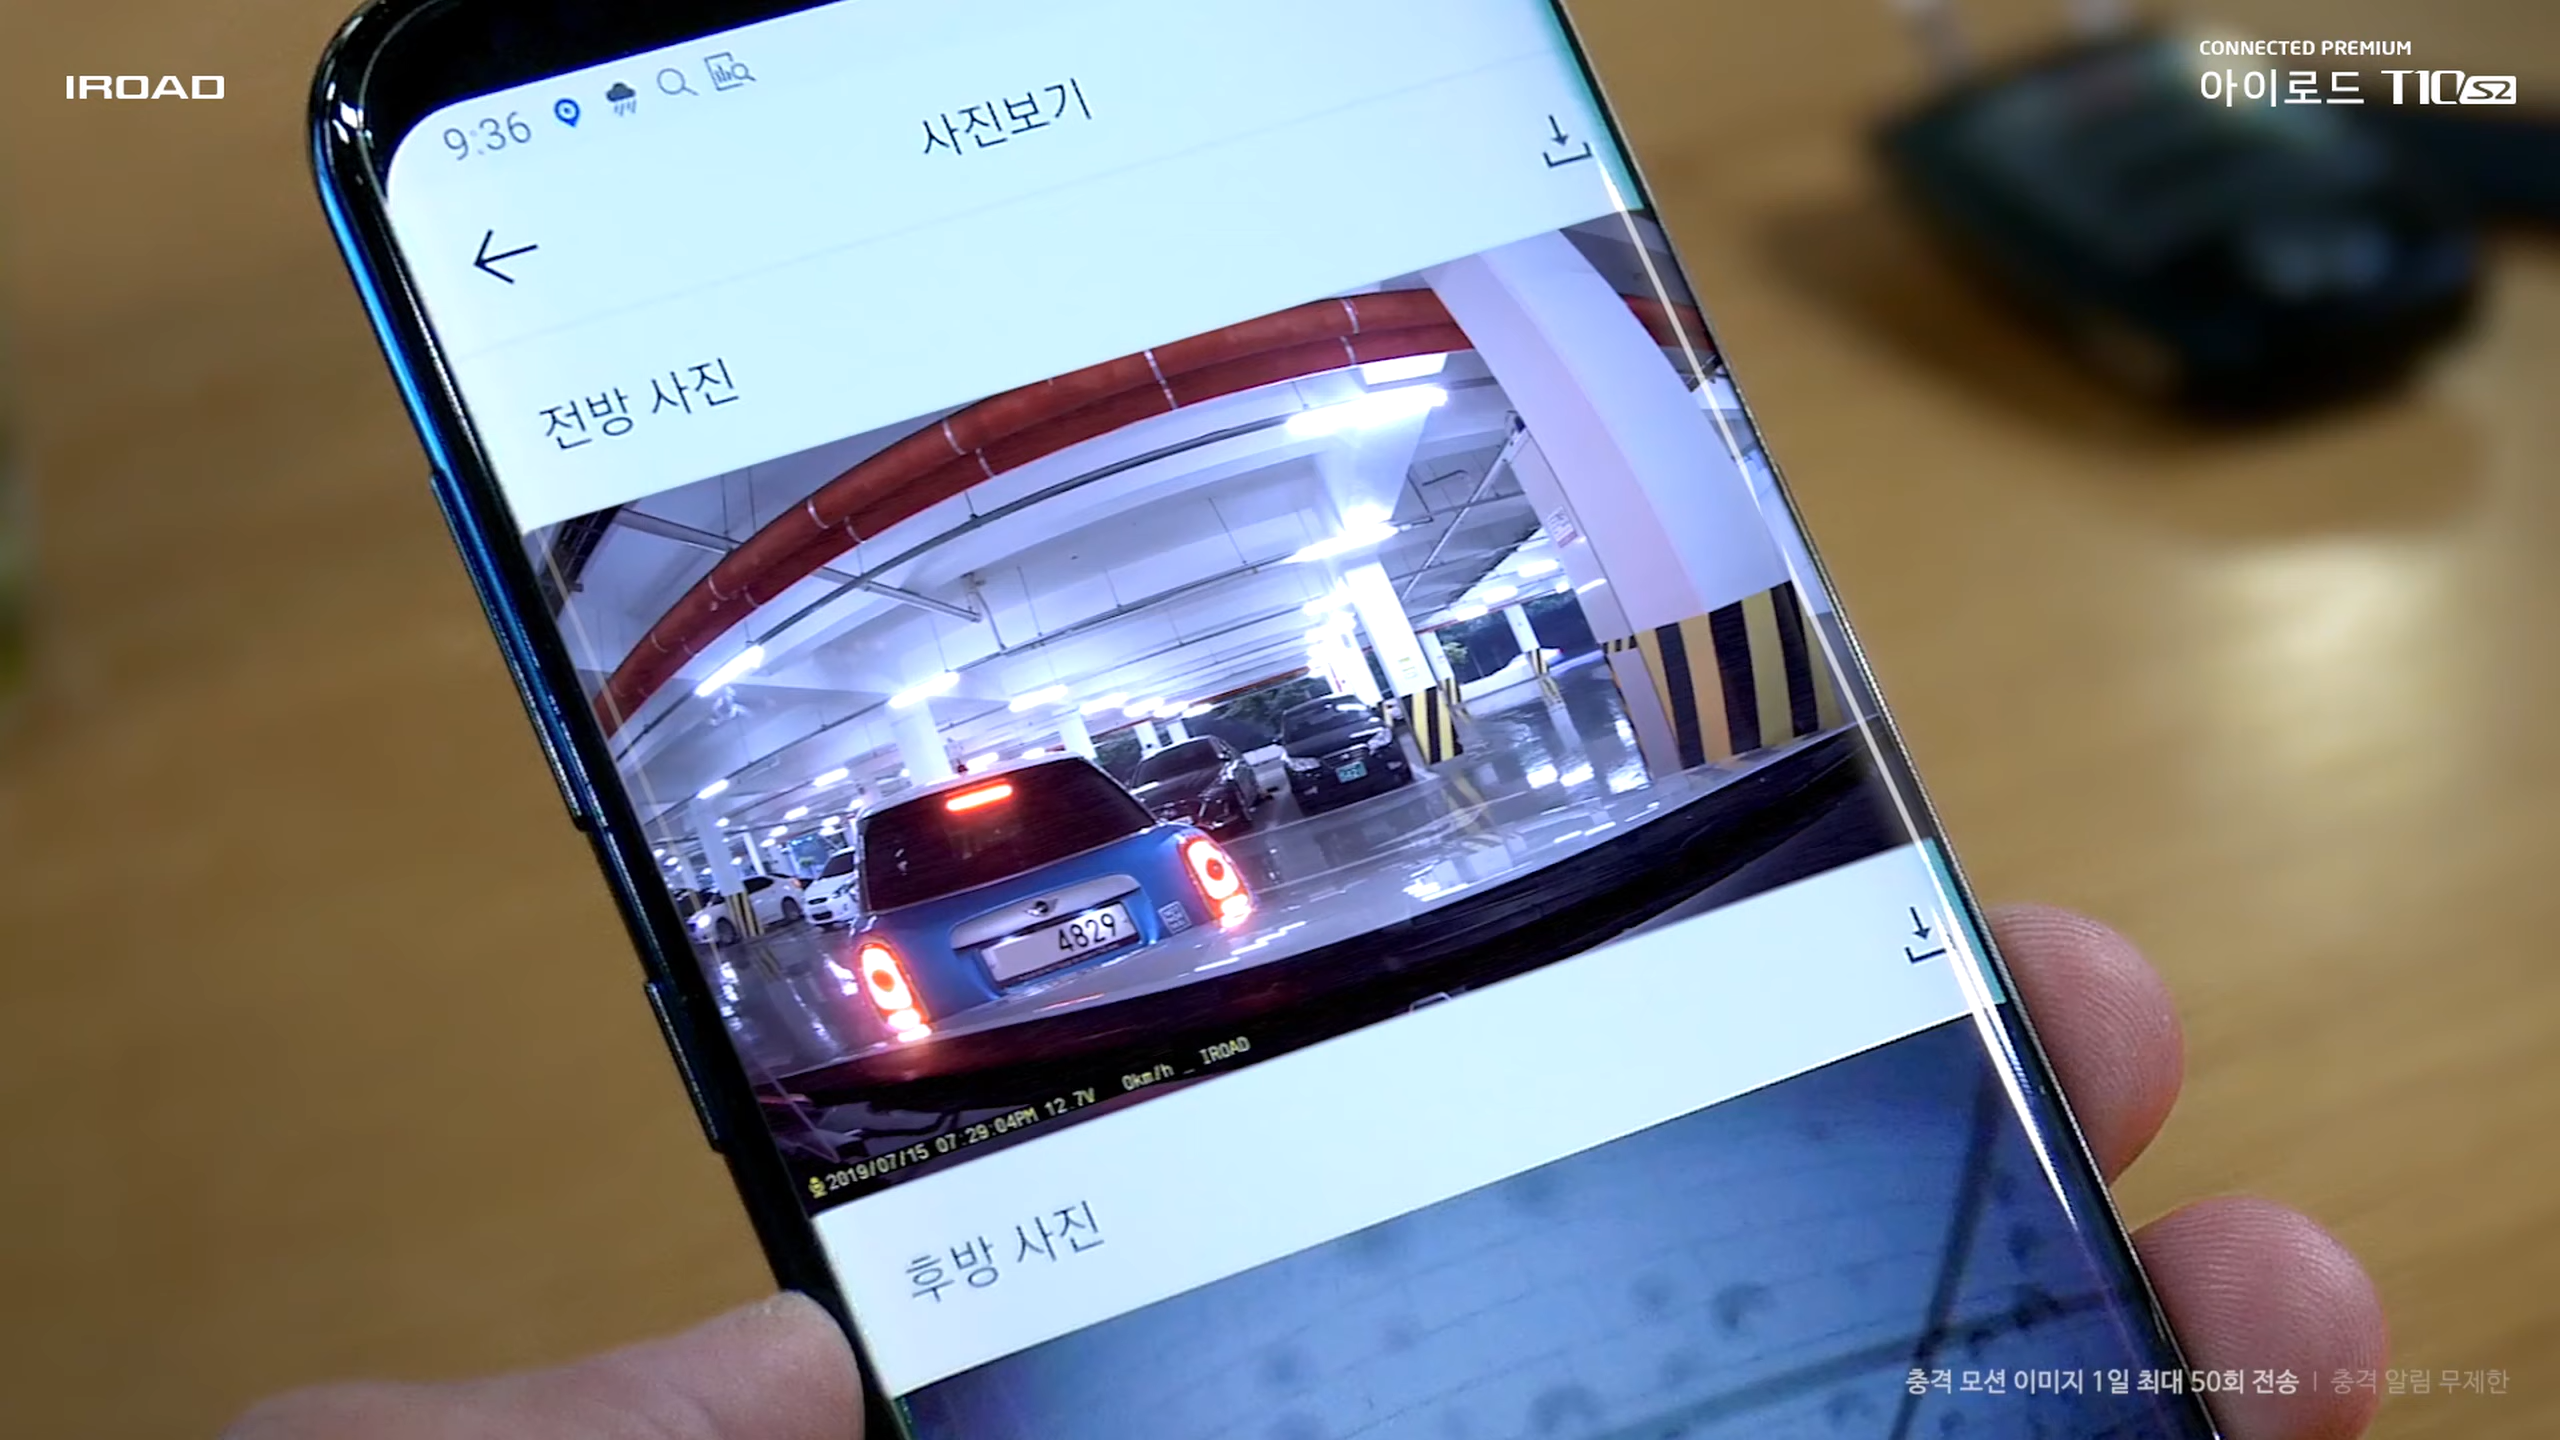 IROAD
CONNECTED PREMIUM
아이로드 T10 S2
9:36
사진보기
전방 사진
4829
2019/07/15 07:29:04PM 12.7V 0km/h _ IROAD
후방 사진
충격 모션 이미지 1일 최대 50회 전송 | 충격 알림 무제한